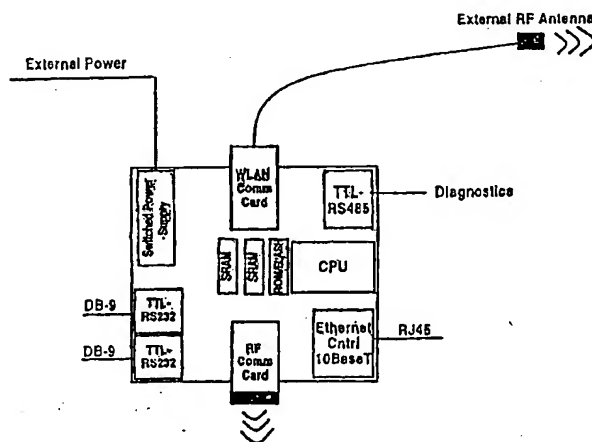 External RF Antenna
External Power
WLAN
Comm
Card
TTL-
RS485
Diagnostics
Switched Power
Supply
SRAM
SRAM
ROM/FLASH
CPU
DB-9
TTL-
RS232
DB-9
TTL-
RS232
RF
Comm
Card
Ethernet
Cntrl
10BaseT
RJ45